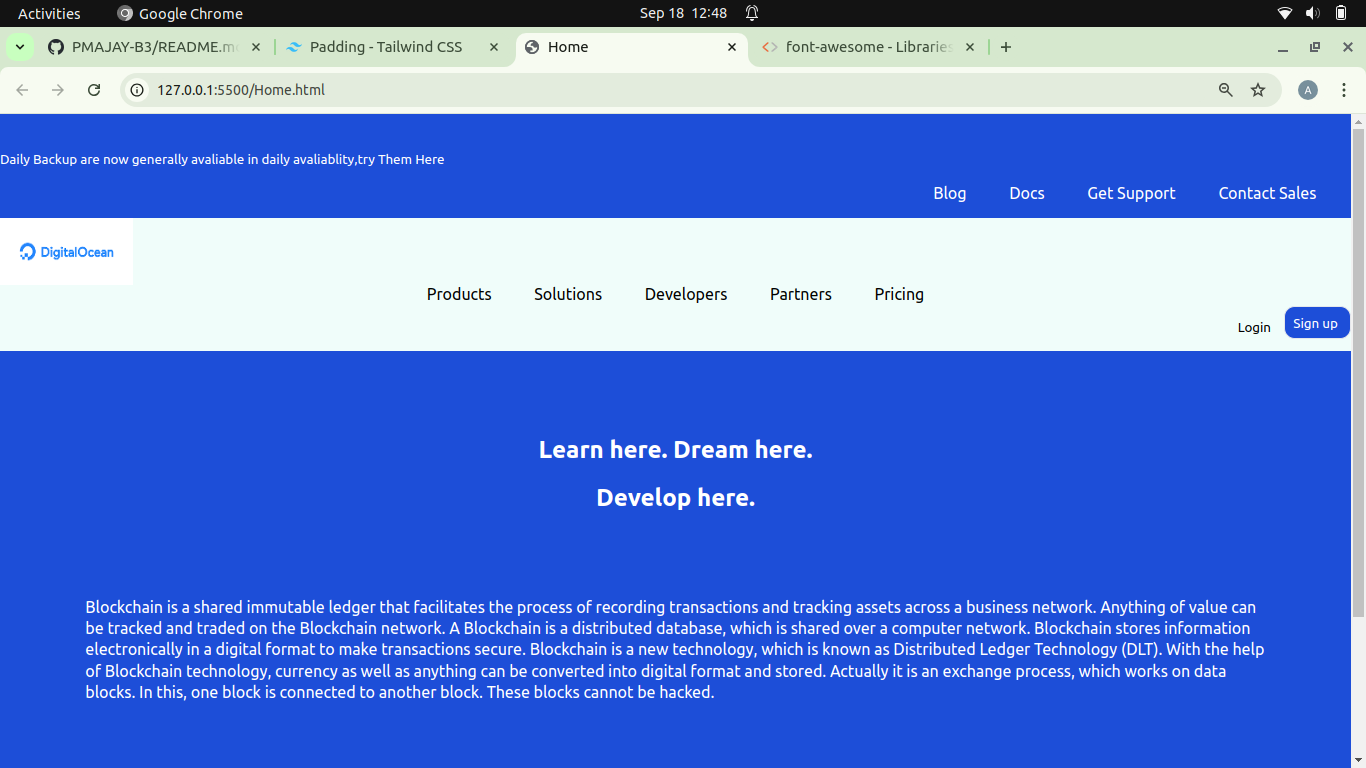 Activities Google Chrome Sep 18 12:48
PMAJAY-B3/README.m Padding - Tailwind CSS Home font-awesome - Libraries
127.0.0.1:5500/Home.html A
Daily Backup are now generally avaliable in daily avaliablity,try Them Here
Blog Docs Get Support Contact Sales
DigitalOcean
Products Solutions Developers Partners Pricing
Login Sign up
Learn here. Dream here.
Develop here.
Blockchain is a shared immutable ledger that facilitates the process of recording transactions and tracking assets across a business network. Anything of value can
be tracked and traded on the Blockchain network. A Blockchain is a distributed database, which is shared over a computer network. Blockchain stores information
electronically in a digital format to make transactions secure. Blockchain is a new technology, which is known as Distributed Ledger Technology (DLT). With the help
of Blockchain technology, currency as well as anything can be converted into digital format and stored. Actually it is an exchange process, which works on data
blocks. In this, one block is connected to another block. These blocks cannot be hacked.